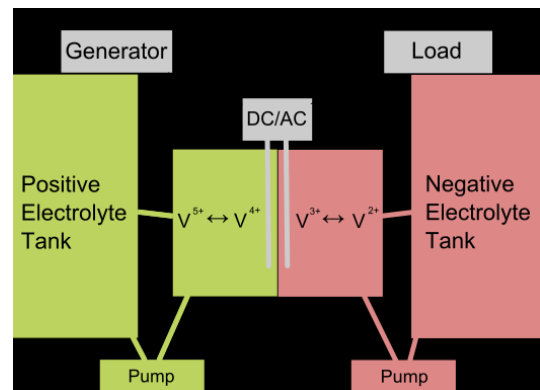 Generator
Load
DC/AC
Positive
Electrolyte
Tank
V⁵⁺ ↔ V⁴⁺
V³⁺ ↔ V²⁺
Negative
Electrolyte
Tank
Pump
Pump